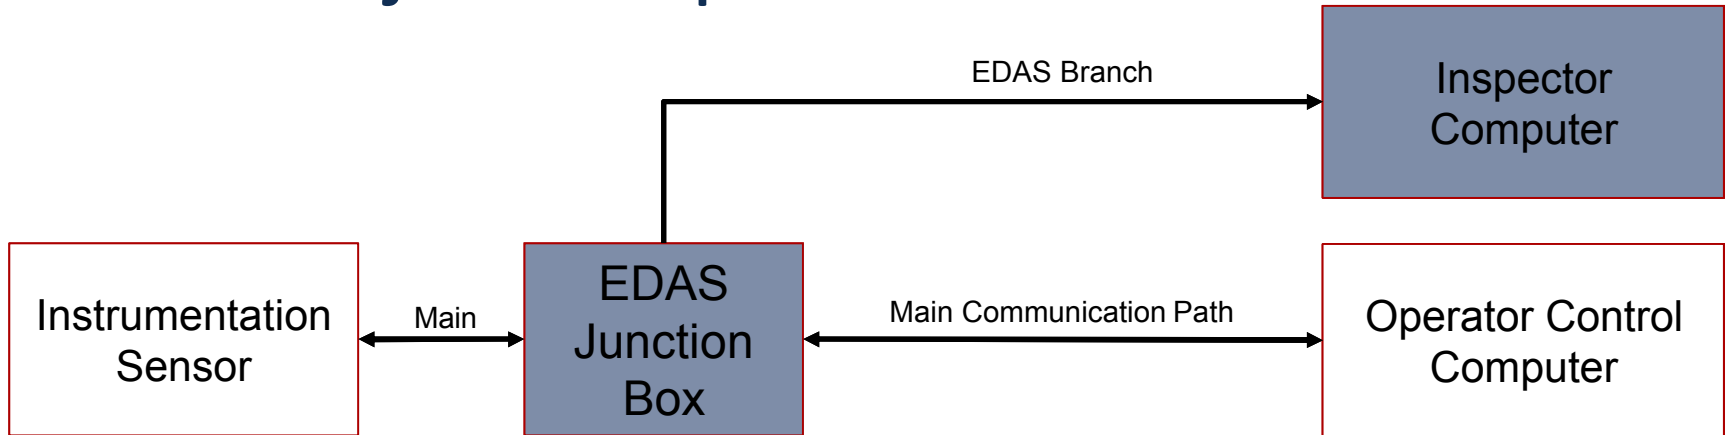 EDAS Branch
Inspector
Computer
Instrumentation
Sensor
Main
EDAS
Junction
Box
Main Communication Path
Operator Control
Computer